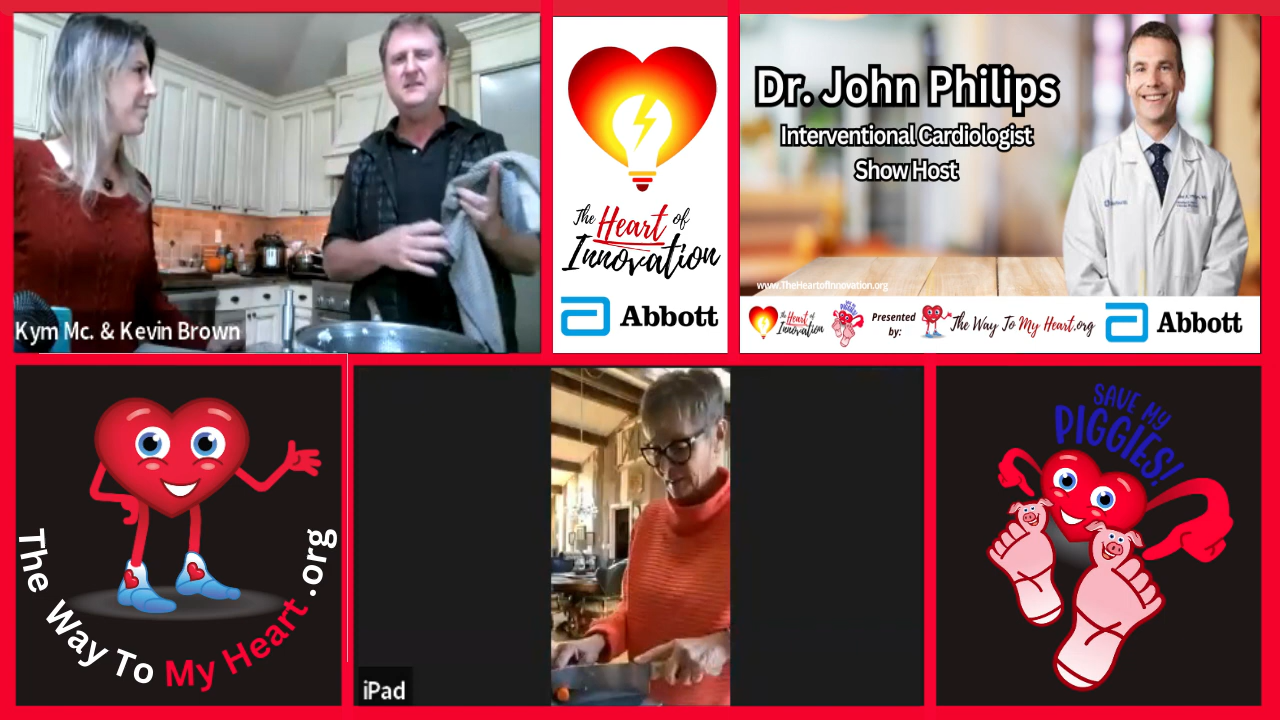 Kym Mc. & Kevin Brown
The Heart of
Innovation
Abbott
Dr. John Philips
Interventional Cardiologist
Show Host
www.TheHeartofInnovation.org
The Heart of
Innovation
Presented
by:
The Way To My Heart.org
Abbott
The Way To My Heart.org
iPad
SAVE MY
PIGGIES!